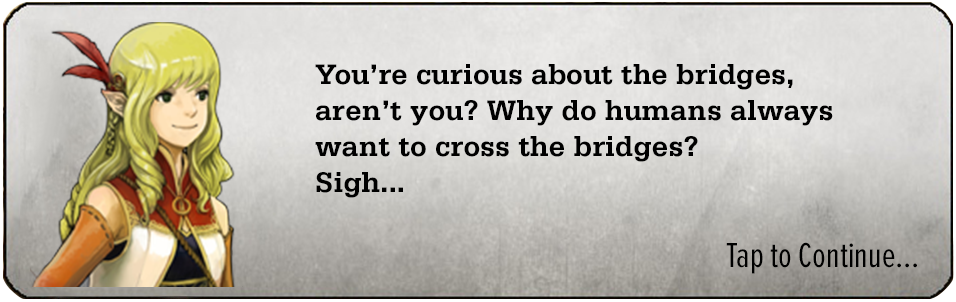 You’re curious about the bridges,
aren’t you? Why do humans always
want to cross the bridges?
Sigh...
Tap to Continue...